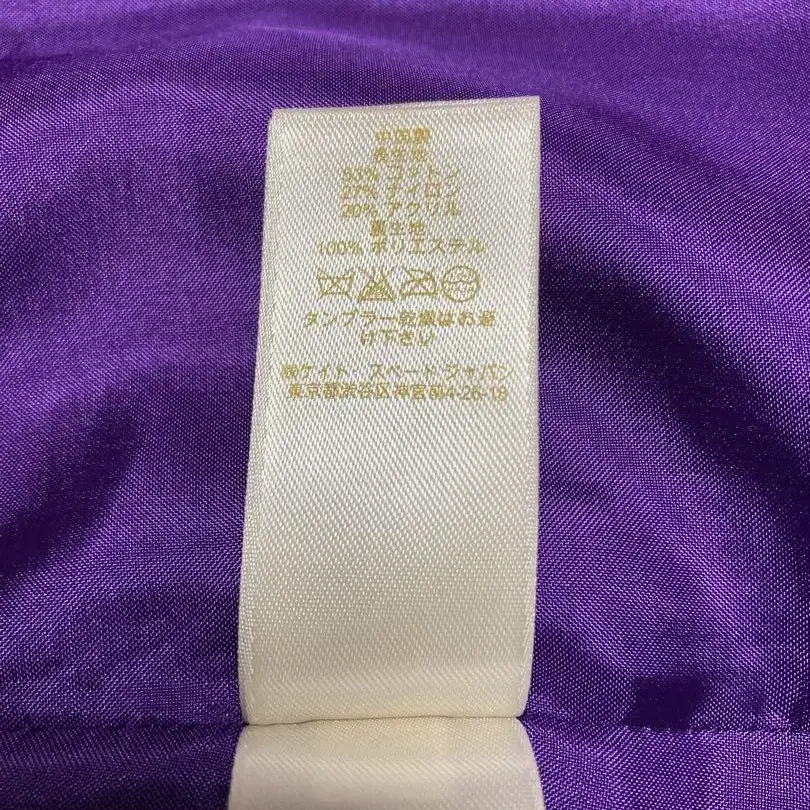 中国製
表生地
53% コットン
27% ナイロン
20% アクリル
裏生地
100% ポリエステル
タンブラー乾燥はお避
け下さい
㈱ケイト・スペード ジャパン
東京都渋谷区神宮前4-26-18